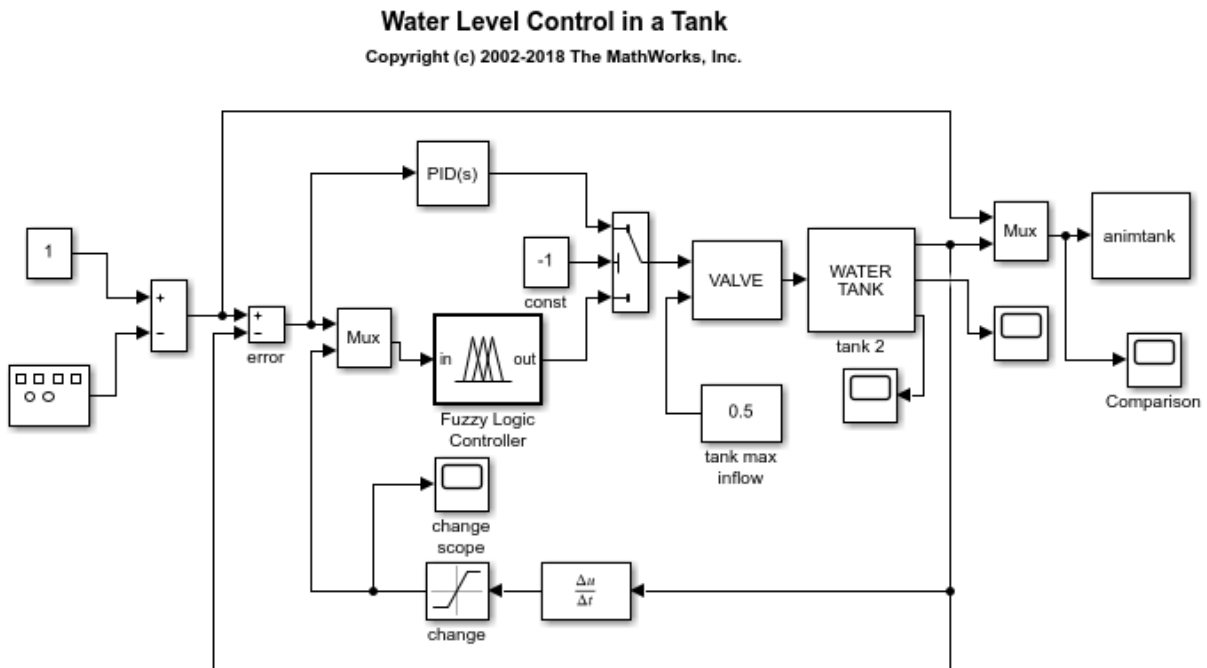 Water Level Control in a Tank
Copyright (c) 2002-2018 The MathWorks, Inc.
PID(s)
1
+
−
+
−
error
Mux
in
out
Fuzzy Logic
Controller
-1
const
VALVE
WATER
TANK
tank 2
Mux
animtank
Comparison
0.5
tank max
inflow
change
scope
Δu
Δt
change